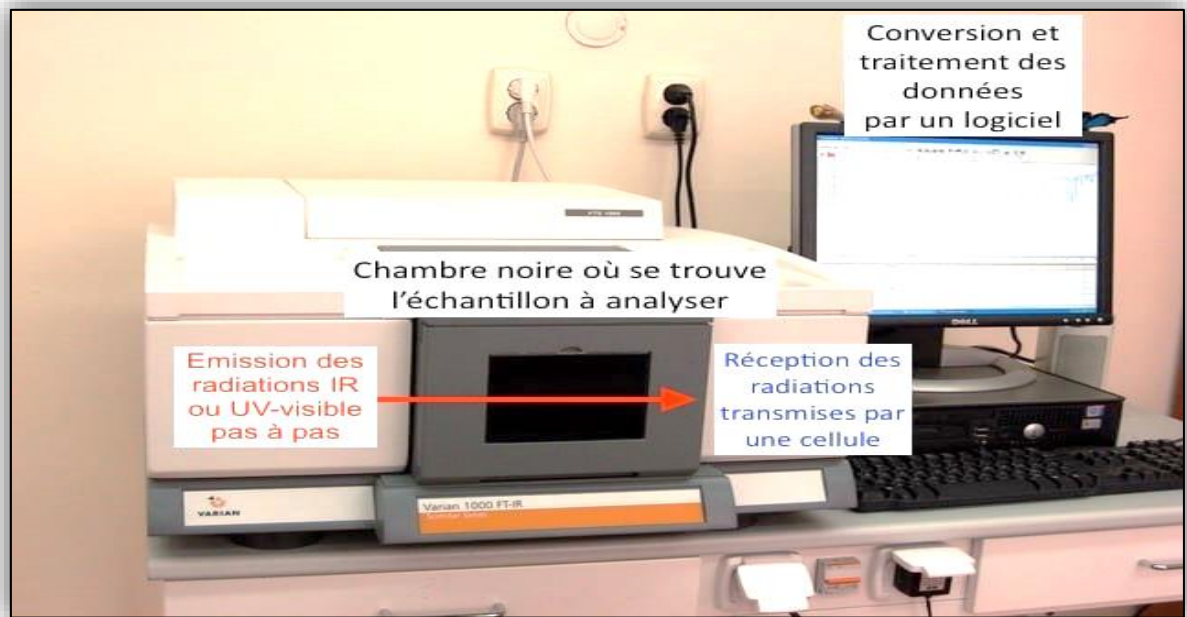 Conversion et
traitement des
données
par un logiciel
Chambre noire où se trouve
l'échantillon à analyser
Emission des
radiations IR
ou UV-visible
pas à pas
Réception des
radiations
transmises par
une cellule
DELL
VARIAN
Varian 1000 FT-IR